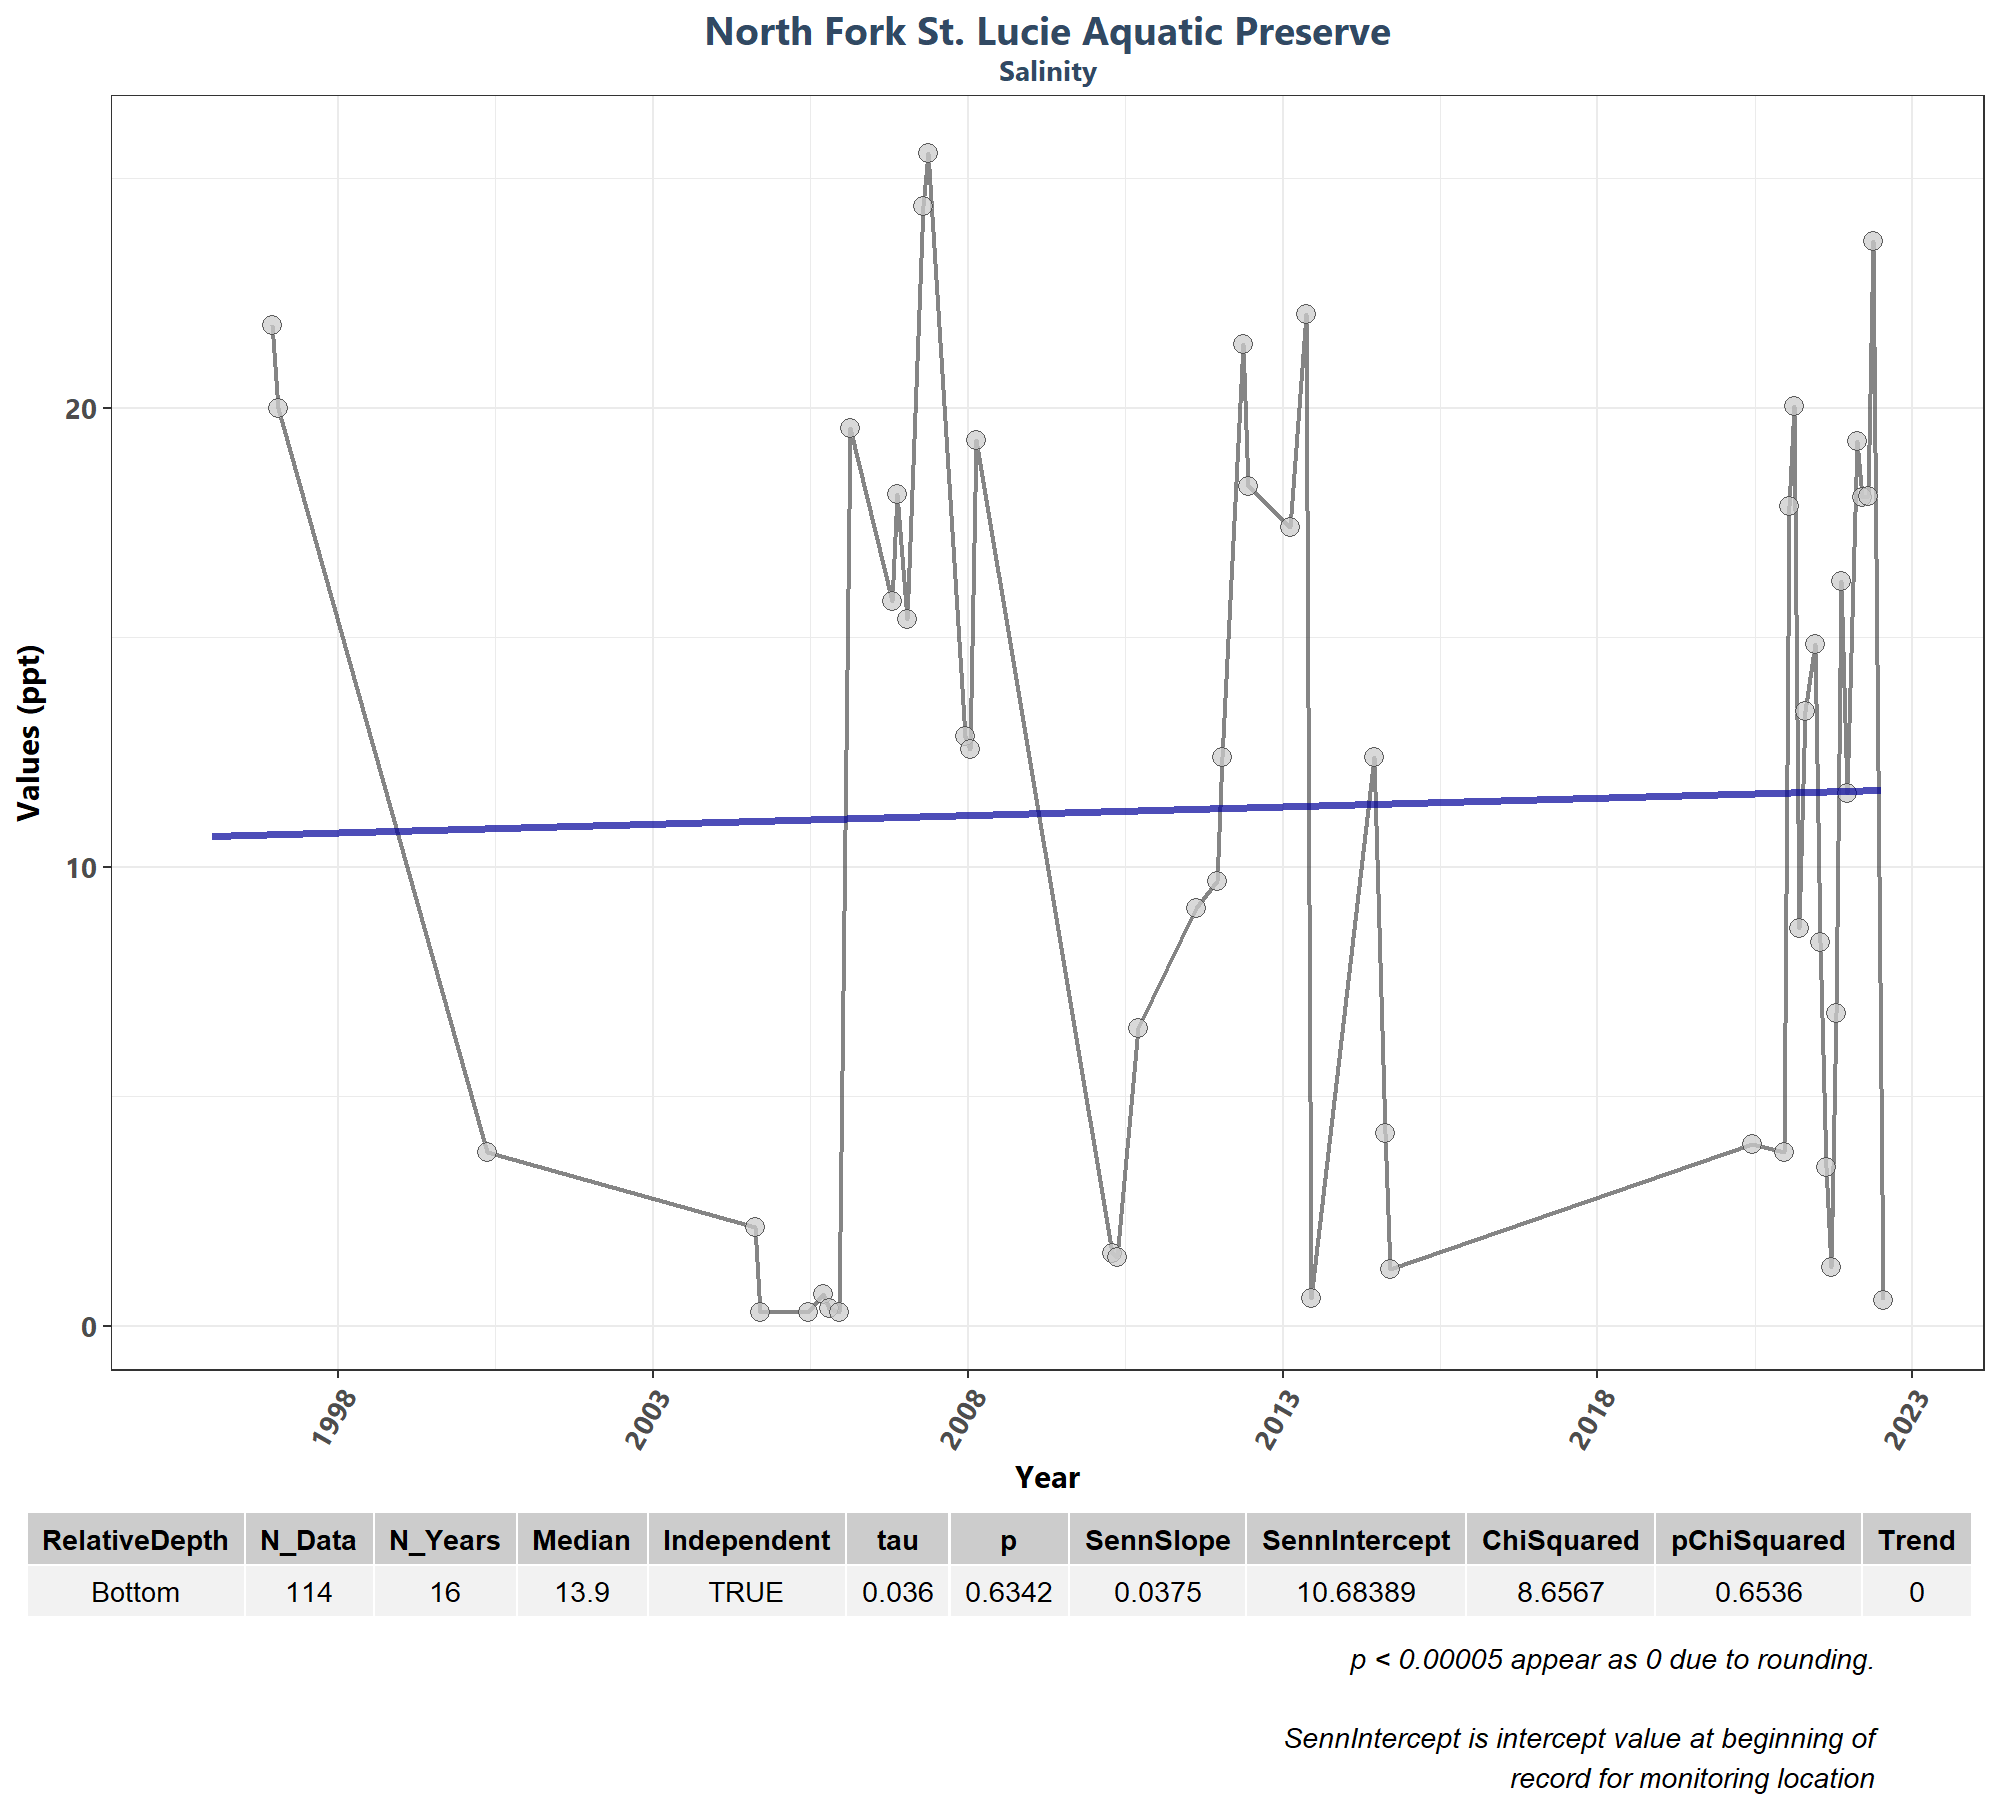 North Fork St. Lucie Aquatic Preserve
Salinity
Values (ppt)
20
10
0
1998
2003
2008
2013
2018
2023
Year
RelativeDepth N_Data N_Years Median Independent tau p SennSlope SennIntercept ChiSquared pChiSquared Trend
Bottom 114 16 13.9 TRUE 0.036 0.6342 0.0375 10.68389 8.6567 0.6536 0
p < 0.00005 appear as 0 due to rounding.
SennIntercept is intercept value at beginning of
record for monitoring location